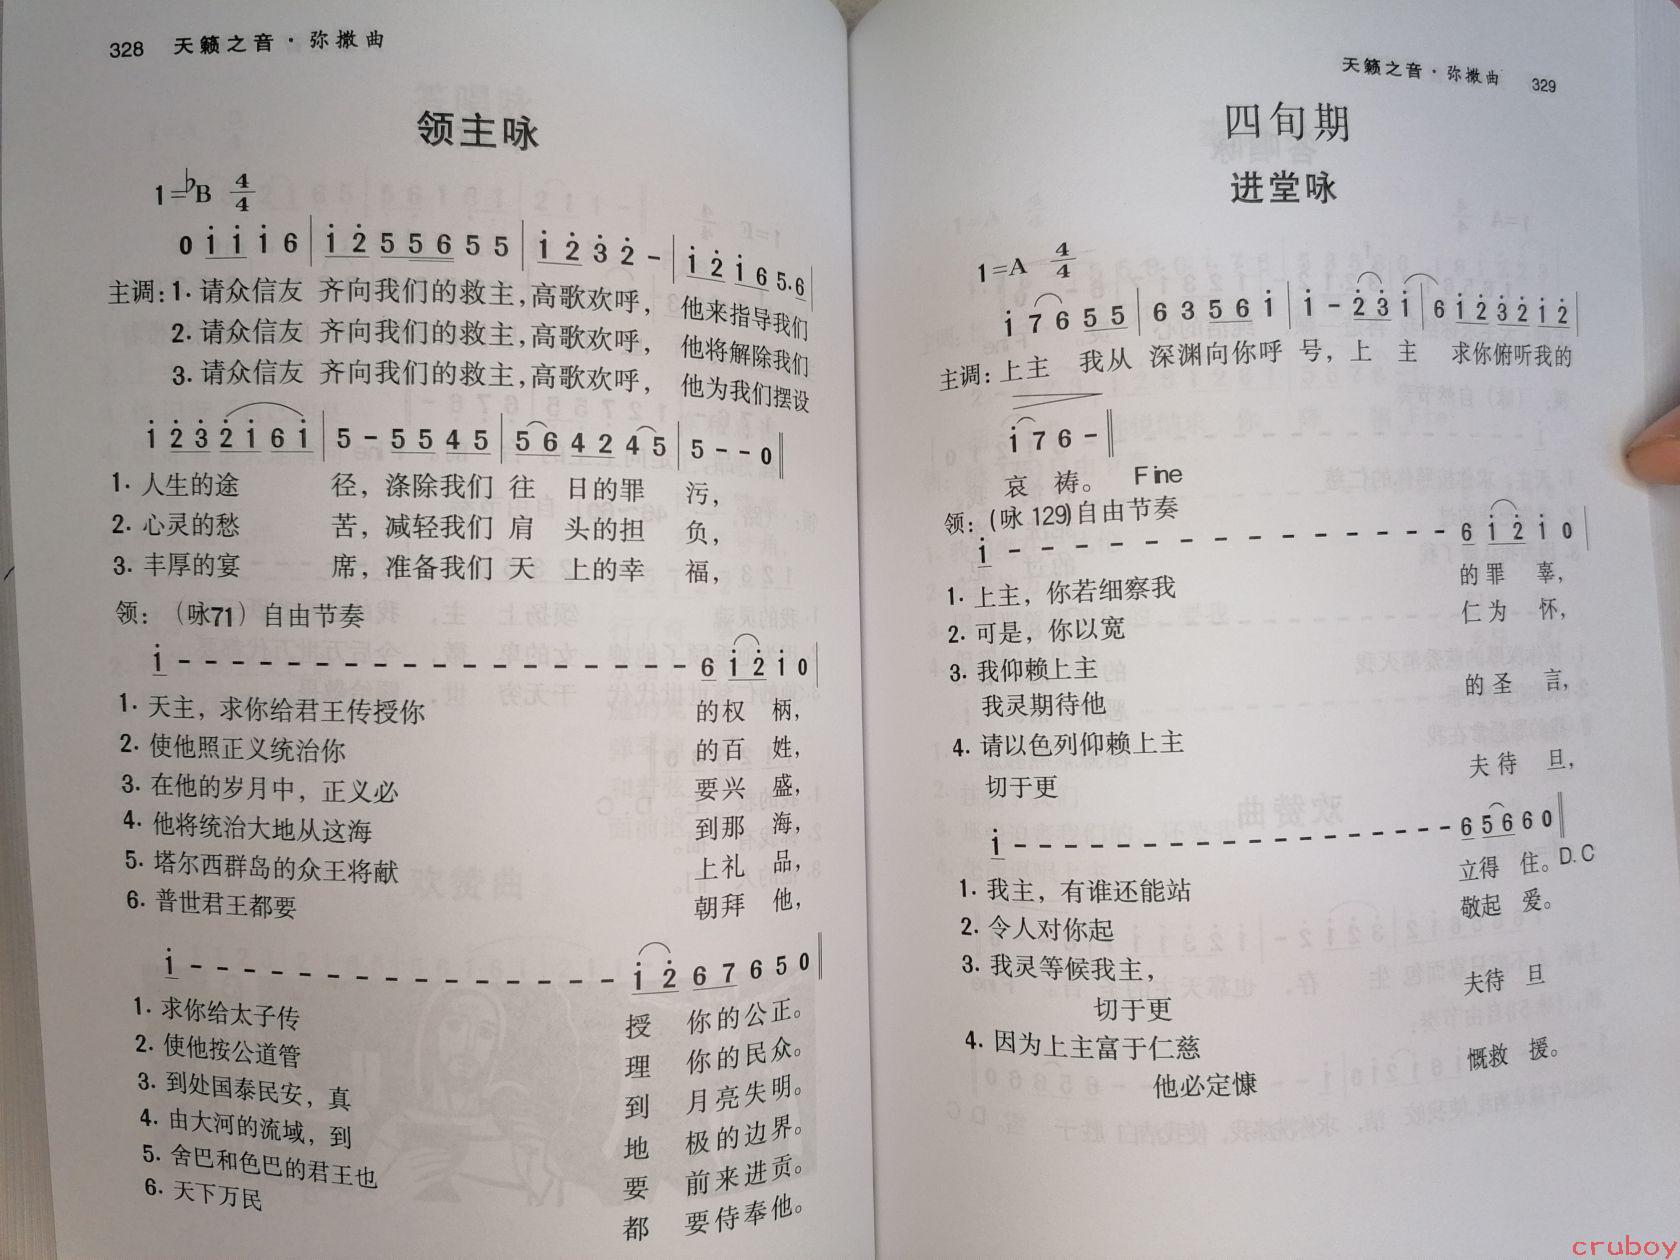 328 天籁之音·弥撒曲
领主咏
1=♭B 4/4
0 i̇ i̇ i̇ 6 | i̇ 2̇ 5 5 6 5 5 | i̇ 2̇ 3̇ 2̇ - | i̇ 2̇ i̇ 6 5·6 |
主调:1.请众信友 齐向我们的救主,高歌欢呼, 他来指导我们
2.请众信友 齐向我们的救主,高歌欢呼, 他将解除我们
3.请众信友 齐向我们的救主,高歌欢呼, 他为我们摆设
i̇ 2̇ 3̇ 2̇ i̇ 6 i̇ | 5 - 5 5 4 5 | 5 6 4 2 4 5 | 5 - - 0 ‖
1.人生的途 径,涤除我们 往 日的罪 污,
2.心灵的愁 苦,减轻我们 肩 头的担 负,
3.丰厚的宴 席,准备我们 天 上的幸 福,
领:(咏71)自由节奏
i̇ - - - - - - - - - - - - - - - - - - 6 i̇ 2̇ i̇ 0 |
1.天主,求你给君王传授你 的权 柄,
2.使他照正义统治你 的百 姓,
3.在他的岁月中,正义必 要兴 盛,
4.他将统治大地从这海 到那 海,
5.塔尔西群岛的众王将献 上礼 品,
6.普世君王都要 朝拜 他,
i̇ - - - - - - - - - - - - - - - - i̇ 2̇ 6 7 6 5 0 ‖
1.求你给太子传 授 你的公正。
2.使他按公道管 理 你的民众。
3.到处国泰民安,真 到 月亮失明。
4.由大河的流域,到 地 极的边界。
5.舍巴和色巴的君王也 要 前来进贡。
6.天下万民 都 要侍奉他。
天籁之音·弥撒曲 329
四旬期
进堂咏
1=A 4/4
i̇ 7 6 5 5 | 6 3 5 6 i̇ | i̇ - 2̇ 3̇ i̇ | 6 i̇ 2̇ 3̇ 2̇ i̇ 2̇ |
主调:上主 我从 深渊向你呼 号,上 主 求你俯听我的
i̇ 7 6 - ‖
哀 祷。 Fine
领:(咏129)自由节奏
i̇ - - - - - - - - - - - - - - 6 i̇ 2̇ i̇ 0 |
1.上主,你若细察我 的罪 辜,
2.可是,你以宽 仁为 怀,
3.我仰赖上主
我灵期待他 的圣 言,
4.请以色列仰赖上主
切于更 夫待 旦,
i̇ - - - - - - - - - - - - - - - 6 5 6 6 0 ‖
1.我主,有谁还能站 立得 住。D.C
2.令人对你起 敬起 爱。
3.我灵等候我主,
切于更 夫待 旦
4.因为上主富于仁慈
他必定慷 慨救 援。
cruboy